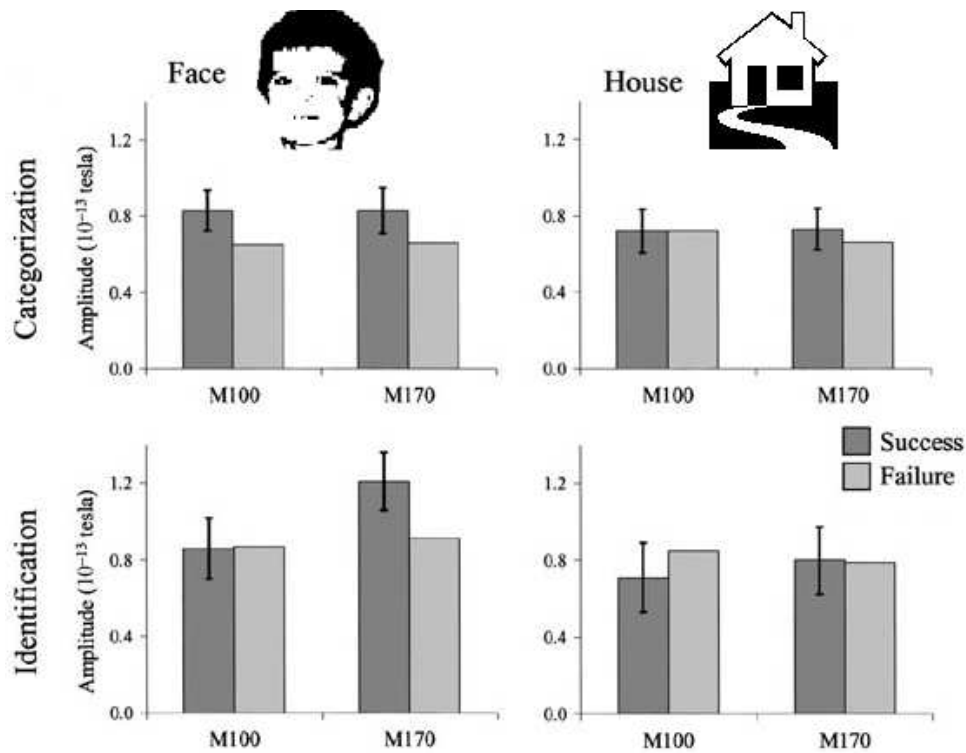 Face
House
Categorization
Amplitude (10⁻¹³ tesla)
1.2
0.8
0.4
0.0
M100 M170
1.2
0.8
0.4
0.0
M100 M170
Identification
Amplitude (10⁻¹³ tesla)
1.2
0.8
0.4
0.0
M100 M170
Success
Failure
1.2
0.8
0.4
0.0
M100 M170